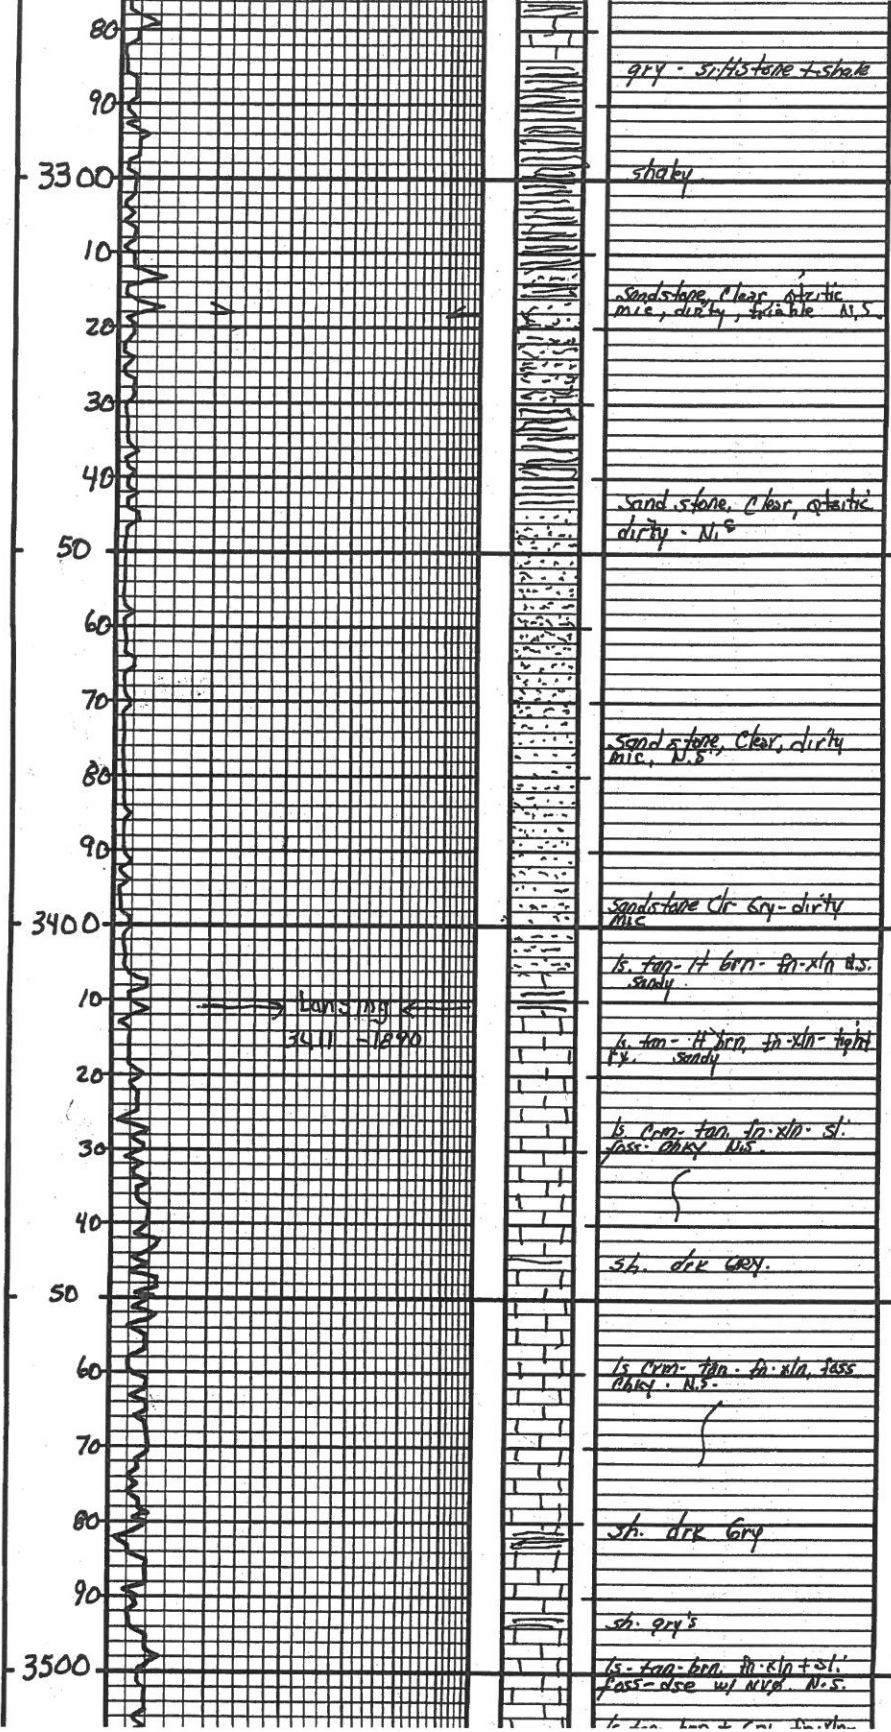 80
gry - siltstone + shale
90
3300
shaley
10
Sandstone, Clear, qtzitic
mic, dirty, friable N.S.
20
30
40
Sand stone, Clear, qtzitic
dirty - N.S
50
60
70
Sand stone, Clear, dirty
mic, N.S.
80
90
Sandstone Clr Gry-dirty
mic
3400
ls. tan-lt brn- fn-xln N.S.
sandy
10
Lansing
3411 -1890
ls. tan- lt brn, fn-xln- tight
sandy
20
ls Crm- tan. fn-xln- sl.
foss- chky N.S.
30
40
sh. drk GRY.
50
60
ls Crm- tan - fn-xln, foss
Chky - N.S.
70
80
sh. drk Gry
90
sh. gry's
3500
ls-tan-brn, fn-xln + sl.
foss-dse w/ NVØ. N.S.